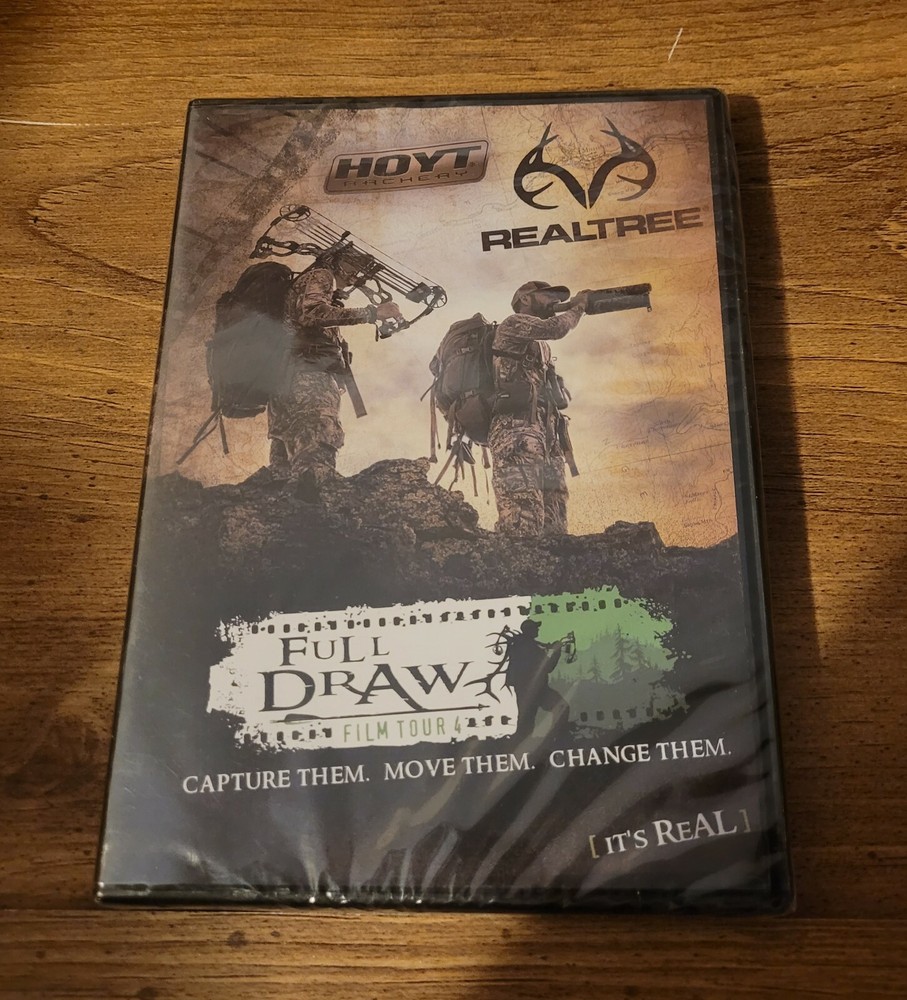 HOYT
ARCHERY
REALTREE
FULL
DRAW
FILM TOUR 4
CAPTURE THEM. MOVE THEM. CHANGE THEM.
[IT'S REAL]